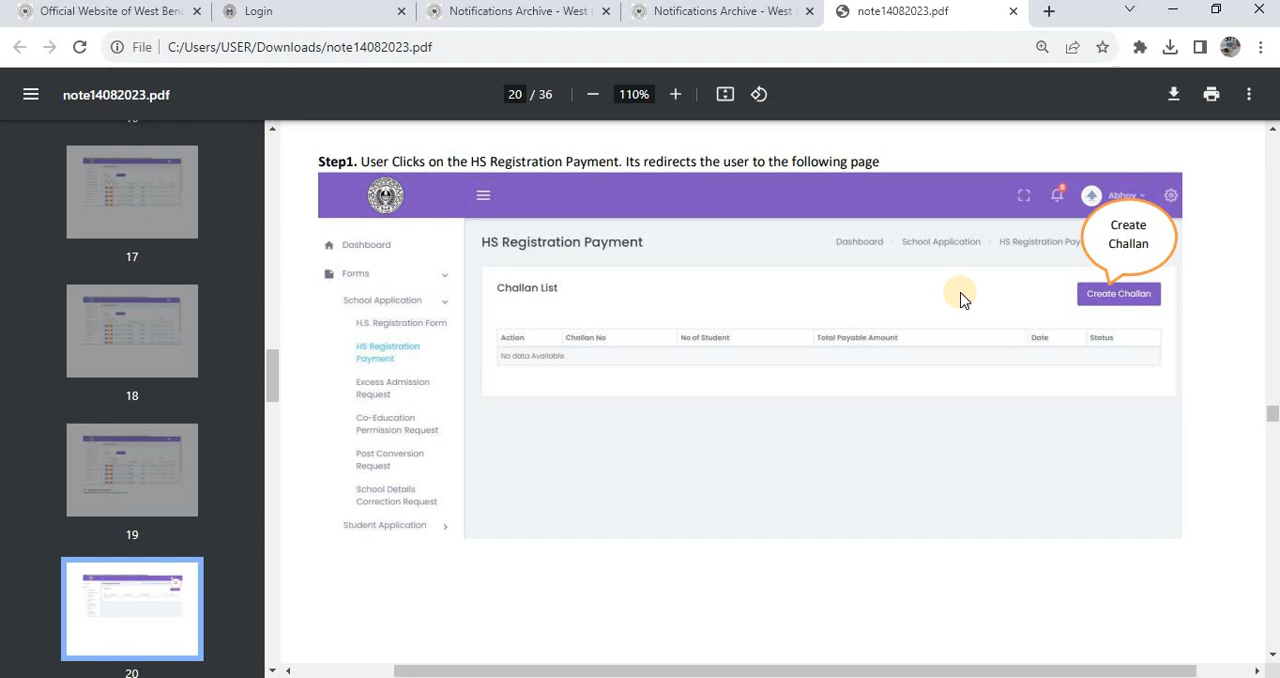 Official Website of West Beng
Login
Notifications Archive - West
Notifications Archive - West
note14082023.pdf
File C:/Users/USER/Downloads/note14082023.pdf
note14082023.pdf
20 / 36
110%
17
18
19
20
Step1. User Clicks on the HS Registration Payment. Its redirects the user to the following page
0
Abhoy
Create
Challan
Dashboard
Forms
School Application
H.S. Registration Form
HS Registration
Payment
Excess Admission
Request
Co-Education
Permission Request
Post Conversion
Request
School Details
Correction Request
Student Application
HS Registration Payment
Dashboard School Application HS Registration Pay
Challan List
Create Challan
Action Challan No No of Student Total Payable Amount Date Status
No data Available